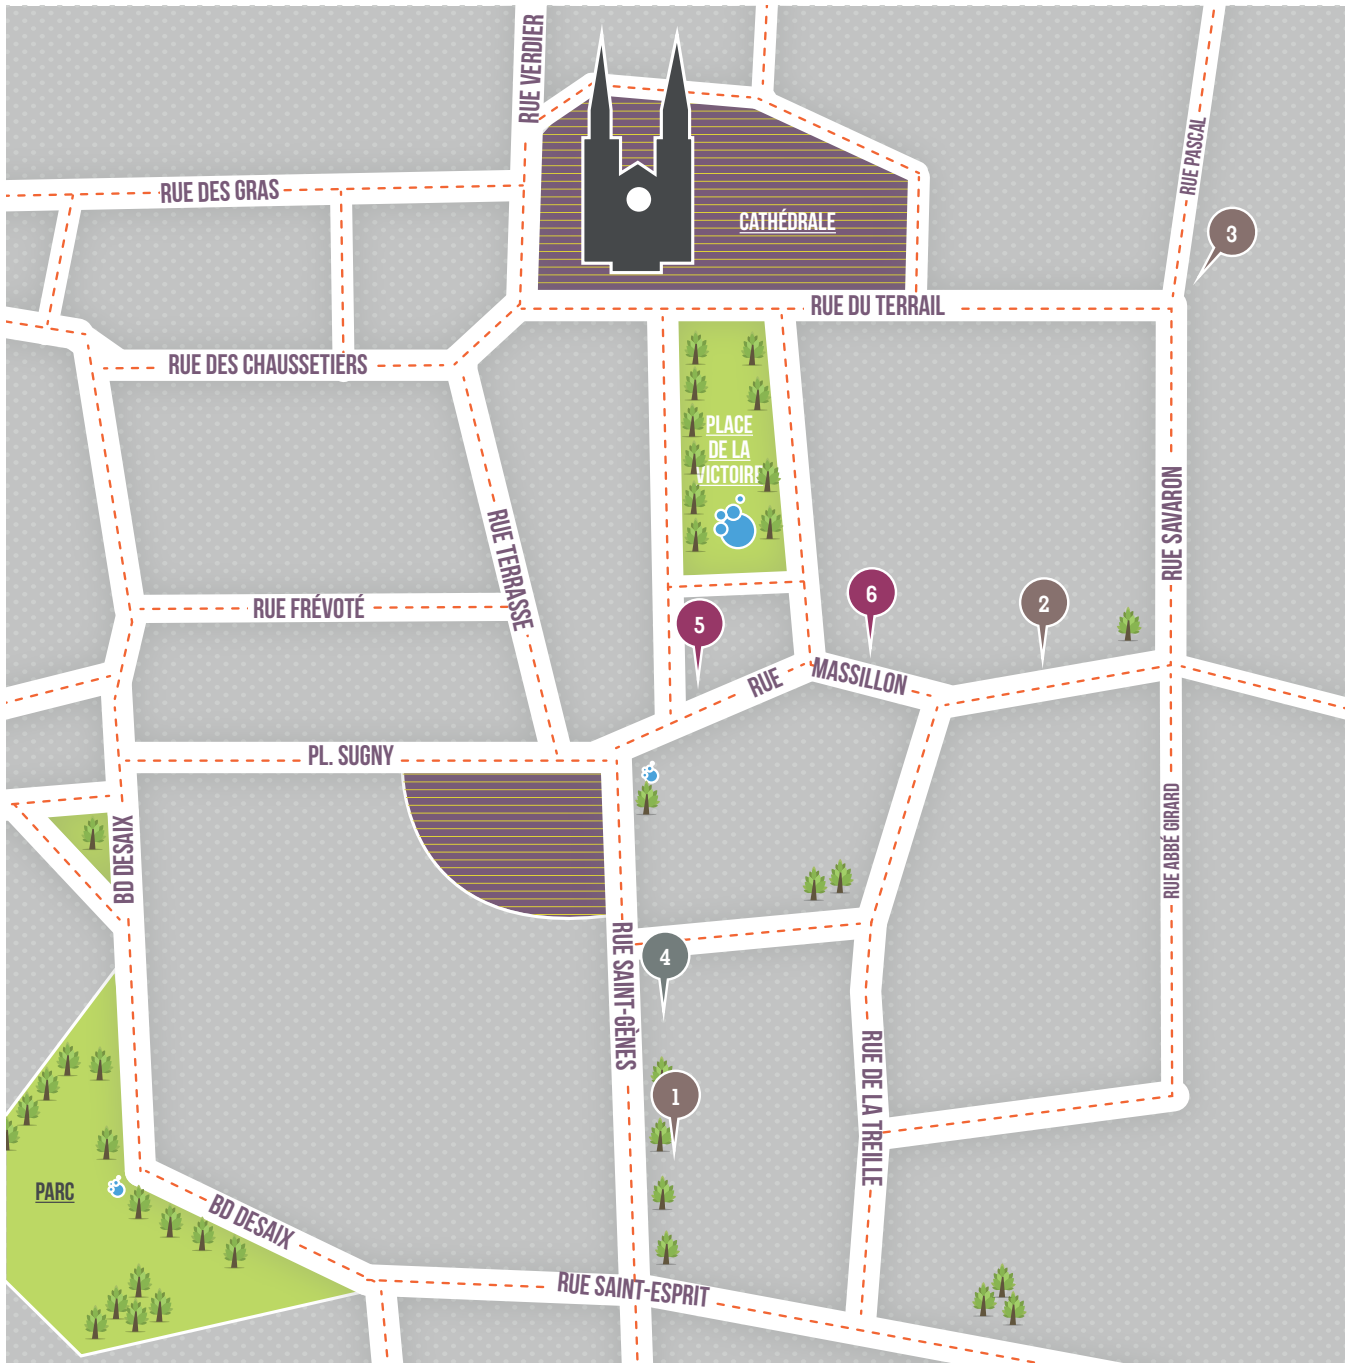 RUE VERDIER
RUE PASCAL
RUE DES GRAS
CATHÉDRALE
3
RUE DU TERRAIL
RUE DES CHAUSSETIERS
PLACE
DE LA
VICTOIRE
RUE SAVARON
RUE TERRASSE
RUE FRÉVOTÉ
5
6
2
RUE
MASSILLON
PL. SUGNY
BD DESAIX
RUE ABBÉ GIRARD
RUE SAINT-GÈNES
4
1
RUE DE LA TREILLE
PARC
BD DESAIX
RUE SAINT-ESPRIT